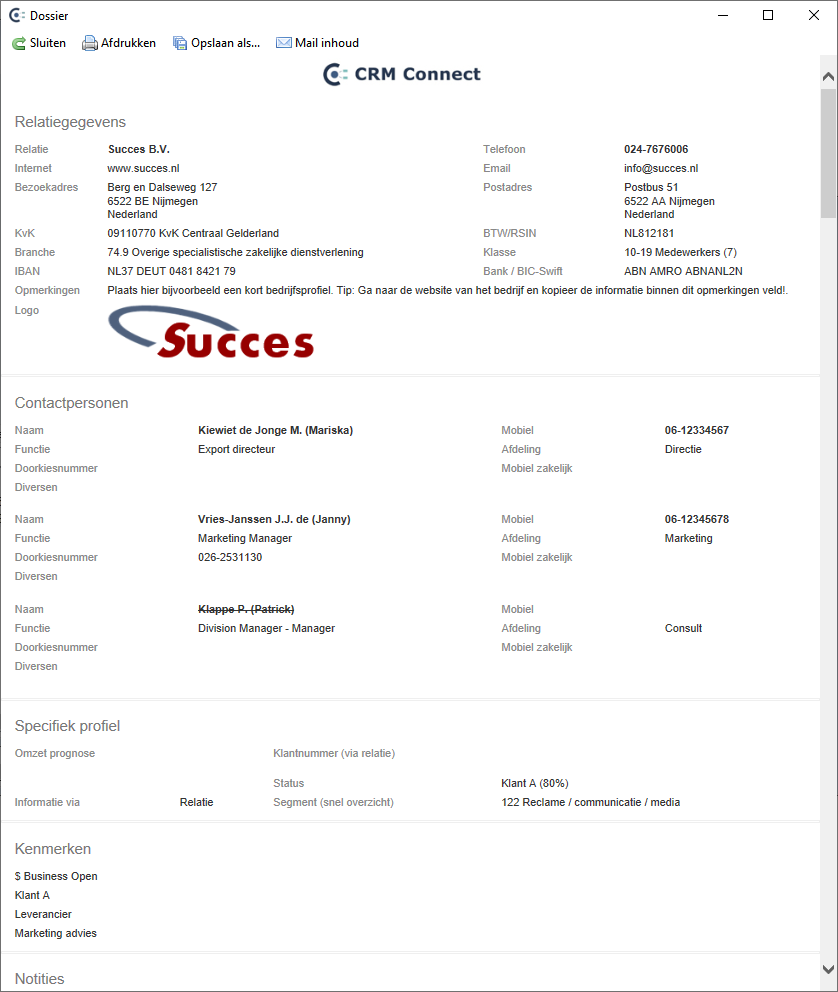 Dossier
Sluiten Afdrukken Opslaan als... Mail inhoud
CRM Connect
Relatiegegevens
Relatie Succes B.V. Telefoon 024-7676006
Internet www.succes.nl Email info@succes.nl
Bezoekadres Berg en Dalseweg 127 Postadres Postbus 51
6522 BE Nijmegen 6522 AA Nijmegen
Nederland Nederland
KvK 09110770 KvK Centraal Gelderland BTW/RSIN NL812181
Branche 74.9 Overige specialistische zakelijke dienstverlening Klasse 10-19 Medewerkers (7)
IBAN NL37 DEUT 0481 8421 79 Bank / BIC-Swift ABN AMRO ABNANL2N
Opmerkingen Plaats hier bijvoorbeeld een kort bedrijfsprofiel. Tip: Ga naar de website van het bedrijf en kopieer de informatie binnen dit opmerkingen veld!.
Logo Succes
Contactpersonen
Naam Kiewiet de Jonge M. (Mariska) Mobiel 06-12334567
Functie Export directeur Afdeling Directie
Doorkiesnummer Mobiel zakelijk
Diversen
Naam Vries-Janssen J.J. de (Janny) Mobiel 06-12345678
Functie Marketing Manager Afdeling Marketing
Doorkiesnummer 026-2531130 Mobiel zakelijk
Diversen
Naam Klappe P. (Patrick) Mobiel
Functie Division Manager - Manager Afdeling Consult
Doorkiesnummer Mobiel zakelijk
Diversen
Specifiek profiel
Omzet prognose Klantnummer (via relatie)
Status Klant A (80%)
Informatie via Relatie Segment (snel overzicht) 122 Reclame / communicatie / media
Kenmerken
$ Business Open
Klant A
Leverancier
Marketing advies
Notities